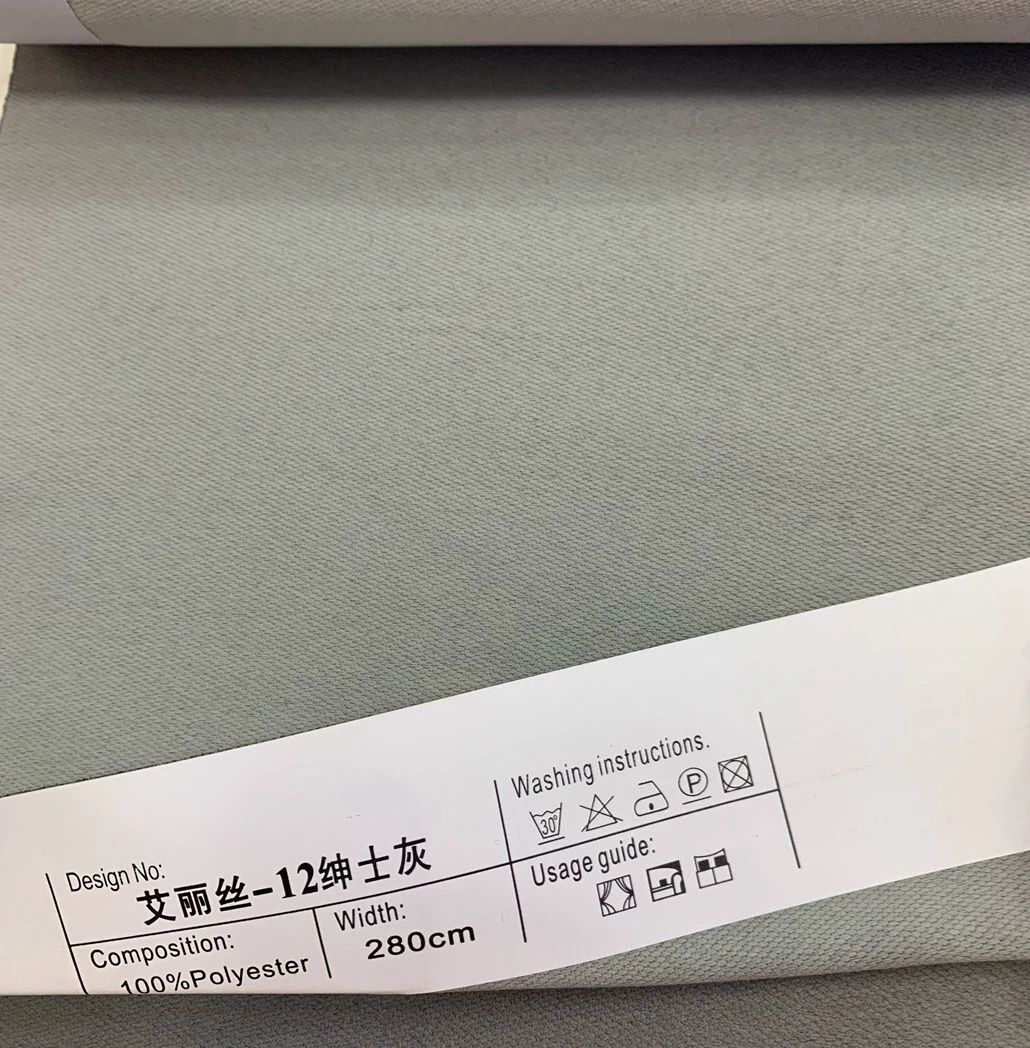 Design No:
艾丽丝-12绅士灰
Composition:
100%Polyester
Width:
280cm
Washing instructions.
30°
P
Usage guide: